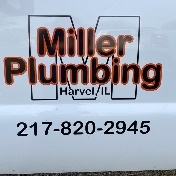 Miller
Plumbing
Harvel, IL
217-820-2945